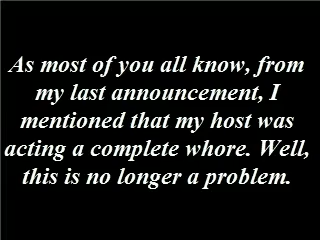 As most of you all know, from
my last announcement, I
mentioned that my host was
acting a complete whore. Well,
this is no longer a problem.